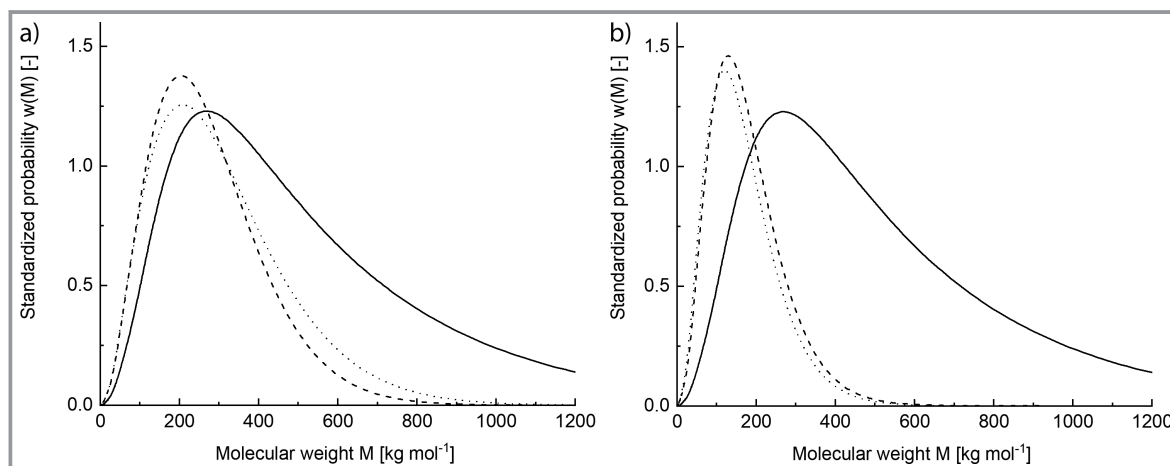 a)
Standardized probability w(M) [-]
1.5
1.0
0.5
0.0
0 200 400 600 800 1000 1200
Molecular weight M [kg mol⁻¹]
b)
Standardized probability w(M) [-]
1.5
1.0
0.5
0.0
0 200 400 600 800 1000 1200
Molecular weight M [kg mol⁻¹]